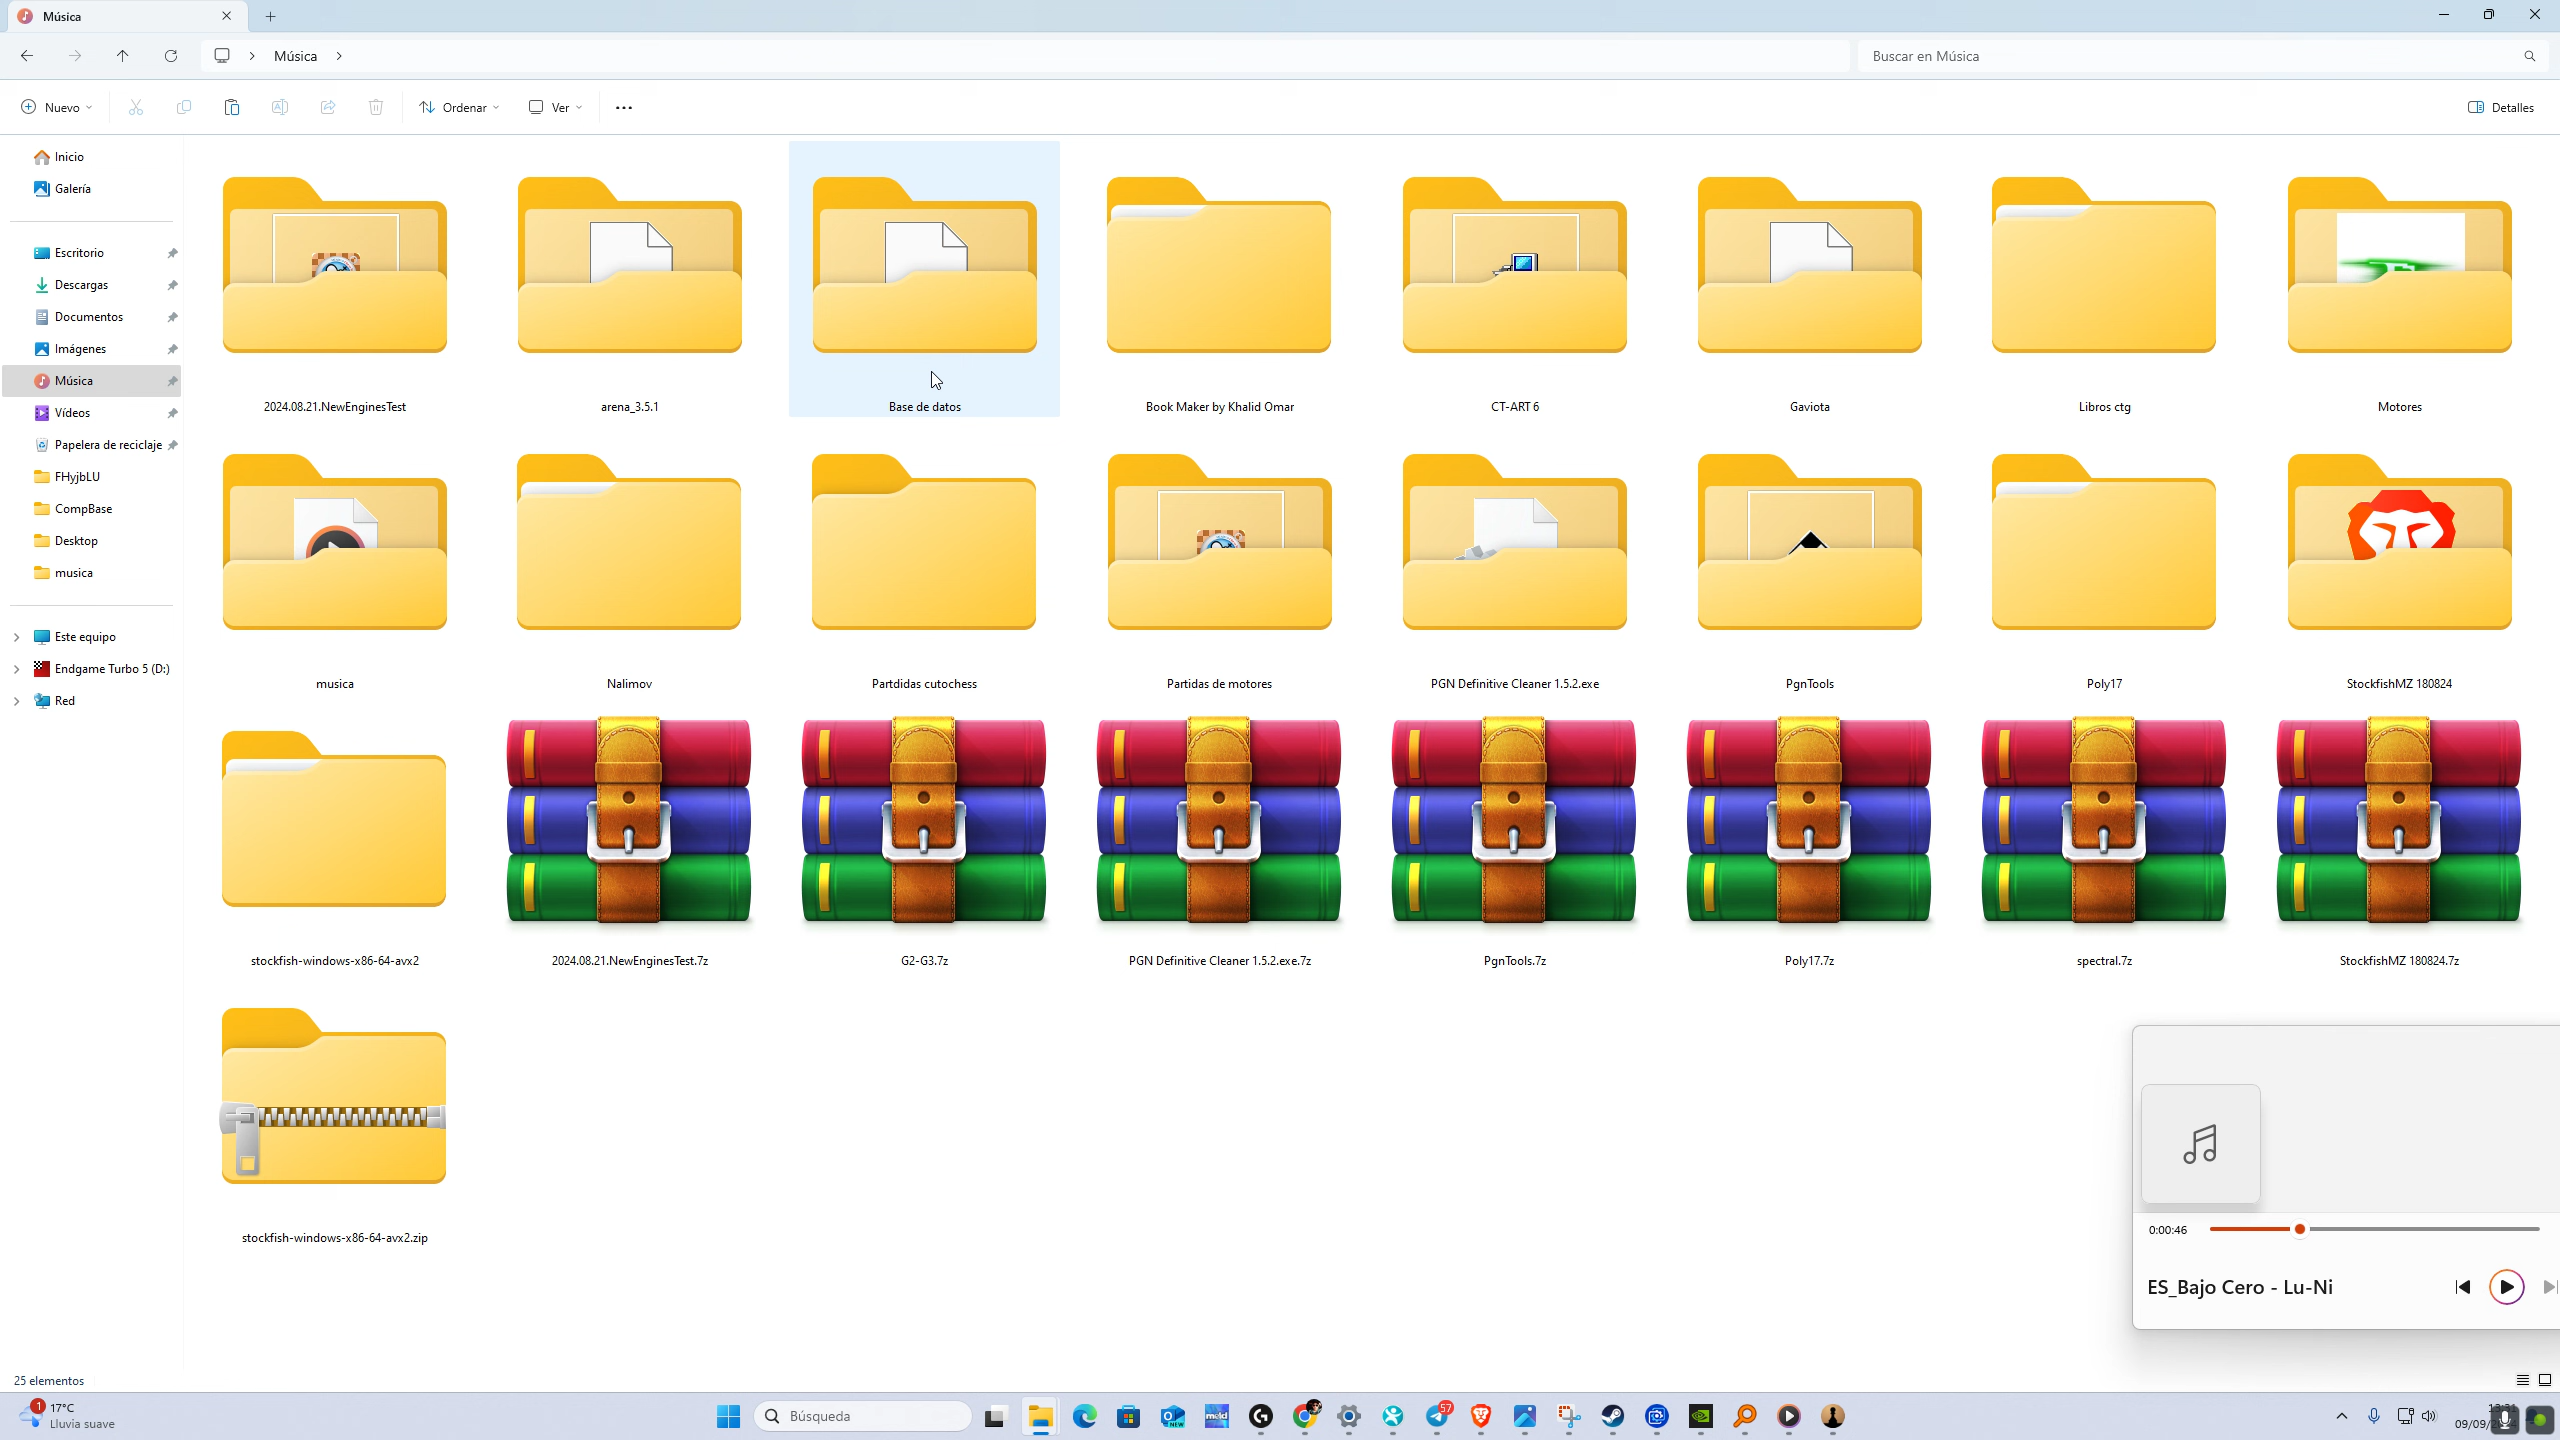 Música
Música
Buscar en Música
Nuevo
Ordenar
Ver
Detalles
Inicio
Galería
Escritorio
Descargas
Documentos
Imágenes
Música
Vídeos
Papelera de reciclaje
FHyjbLU
CompBase
Desktop
musica
Este equipo
Endgame Turbo 5 (D:)
Red
2024.08.21.NewEnginesTest
arena_3.5.1
Base de datos
Book Maker by Khalid Omar
CT-ART 6
Gaviota
Libros ctg
Motores
musica
Nalimov
Partdidas cutochess
Partidas de motores
PGN Definitive Cleaner 1.5.2.exe
PgnTools
Poly17
StockfishMZ 180824
stockfish-windows-x86-64-avx2
2024.08.21.NewEnginesTest.7z
G2-G3.7z
PGN Definitive Cleaner 1.5.2.exe.7z
PgnTools.7z
Poly17.7z
spectral.7z
StockfishMZ 180824.7z
stockfish-windows-x86-64-avx2.zip
0:00:46
ES_Bajo Cero - Lu-Ni
25 elementos
1
17°C
Lluvia suave
Búsqueda
NEW
meld
57